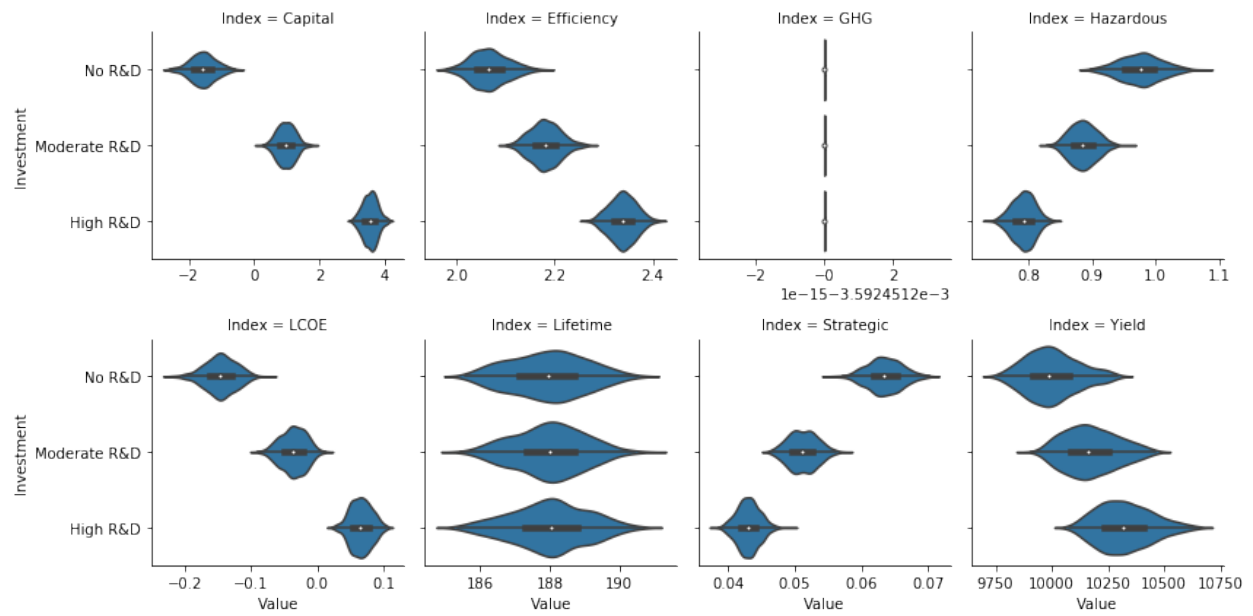 Index = Capital
Index = Efficiency
Index = GHG
Index = Hazardous
Investment
No R&D
Moderate R&D
High R&D
−2 0 2 4
2.0 2.2 2.4
−2 −0 2
1e−15−3.5924512e−3
0.8 0.9 1.0 1.1
Index = LCOE
Index = Lifetime
Index = Strategic
Index = Yield
Investment
No R&D
Moderate R&D
High R&D
−0.2 −0.1 0.0 0.1
Value
186 188 190
Value
0.04 0.05 0.06 0.07
Value
9750 10000 10250 10500 10750
Value